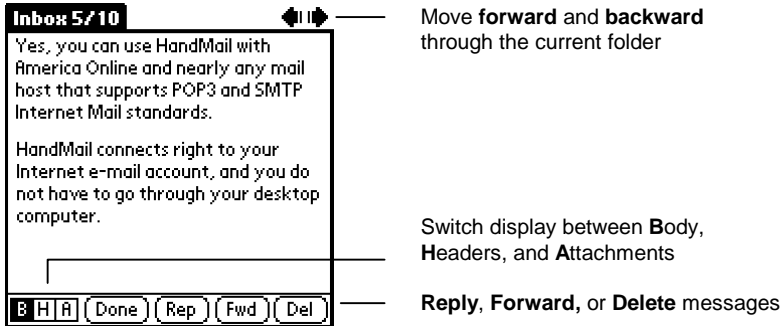 Inbox 5/10
Yes, you can use HandMail with
America Online and nearly any mail
host that supports POP3 and SMTP
Internet Mail standards.
HandMail connects right to your
Internet e-mail account, and you do
not have to go through your desktop
computer.
B H A Done Rep Fwd Del
Move forward and backward
through the current folder
Switch display between Body,
Headers, and Attachments
Reply, Forward, or Delete messages